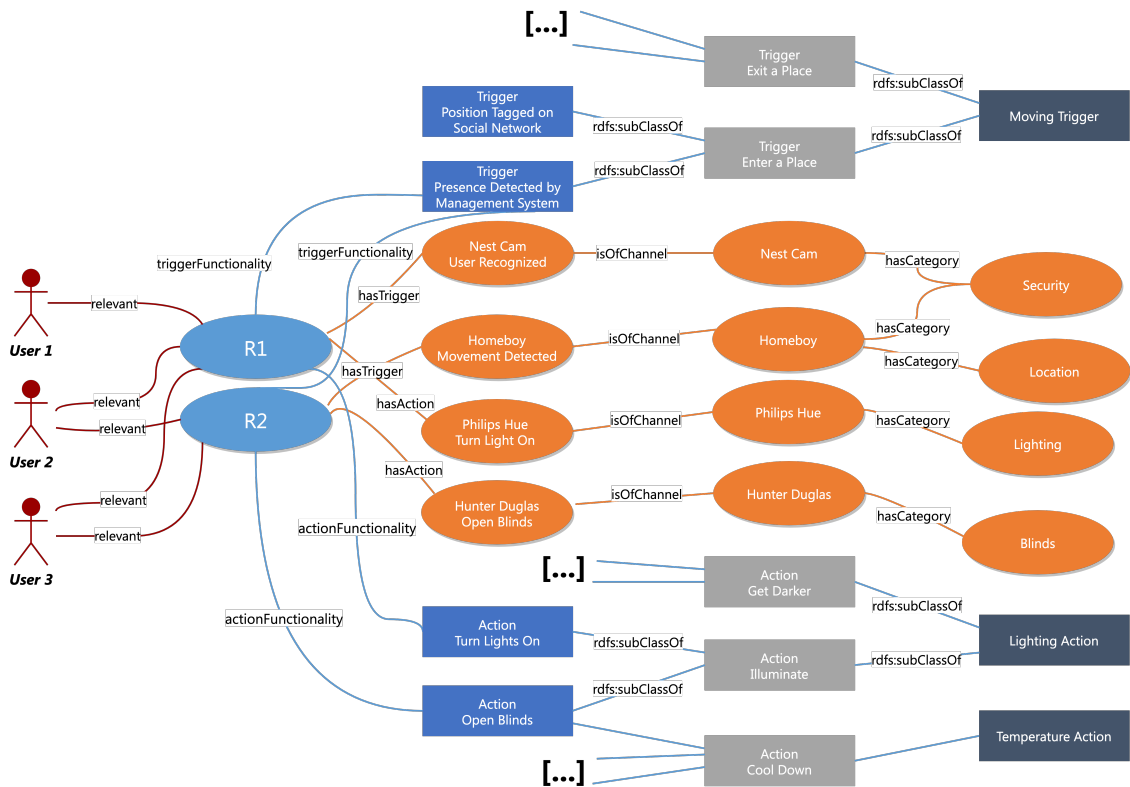 [...]
Trigger
Exit a Place
rdfs:subClassOf
Moving Trigger
Trigger
Position Tagged on
Social Network
rdfs:subClassOf
rdfs:subClassOf
Trigger
Enter a Place
Trigger
Presence Detected by
Management System
rdfs:subClassOf
triggerFunctionality
triggerFunctionality
Nest Cam
User Recognized
isOfChannel
Nest Cam
hasCategory
Security
hasTrigger
relevant
User 1
R1
Homeboy
Movement Detected
isOfChannel
Homeboy
hasCategory
hasCategory
Location
hasTrigger
relevant
relevant
User 2
R2
hasAction
Philips Hue
Turn Light On
isOfChannel
Philips Hue
hasCategory
Lighting
hasAction
Hunter Duglas
Open Blinds
isOfChannel
Hunter Duglas
hasCategory
Blinds
relevant
relevant
User 3
actionFunctionality
[...]
Action
Get Darker
rdfs:subClassOf
Lighting Action
actionFunctionality
Action
Turn Lights On
rdfs:subClassOf
Action
Illuminate
rdfs:subClassOf
rdfs:subClassOf
Action
Open Blinds
Temperature Action
[...]
Action
Cool Down